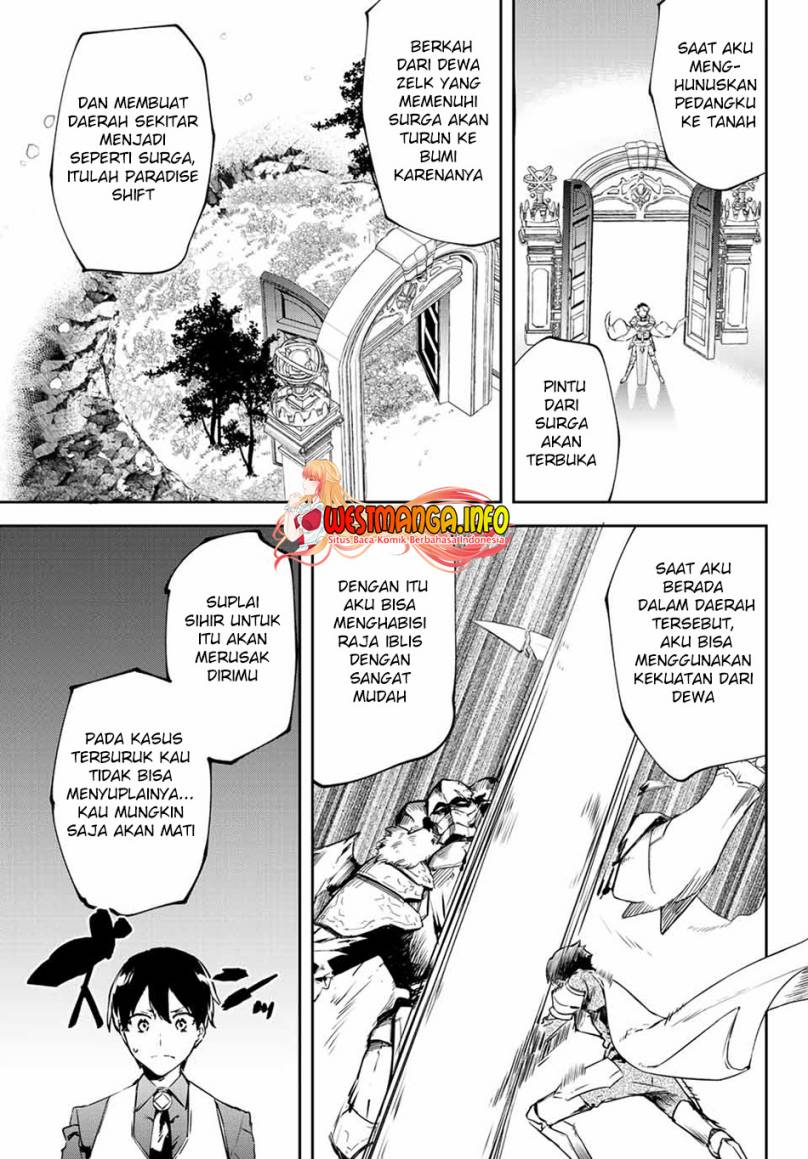 SAAT AKU
MENG-
HUNUSKAN
PEDANGKU
KE TANAH
PINTU
DARI
SURGA
AKAN
TERBUKA
BERKAH
DARI DEWA
ZELK YANG
MEMENUHI
SURGA AKAN
TURUN KE
BUMI
KARENANYA
DAN MEMBUAT
DAERAH SEKITAR
MENJADI
SEPERTI SURGA,
ITULAH PARADISE
SHIFT
WESTMANGA.INFO
Situs Baca Komik Berbahasa Indonesia
SAAT AKU
BERADA
DALAM DAERAH
TERSEBUT,
AKU BISA
MENGGUNAKAN
KEKUATAN DARI
DEWA
DENGAN ITU
AKU BISA
MENGHABISI
RAJA IBLIS
DENGAN
SANGAT
MUDAH
SUPLAI
SIHIR UNTUK
ITU AKAN
MERUSAK
DIRIMU
PADA KASUS
TERBURUK KAU
TIDAK BISA
MENYUPLAINYA...
KAU MUNGKIN
SAJA AKAN MATI